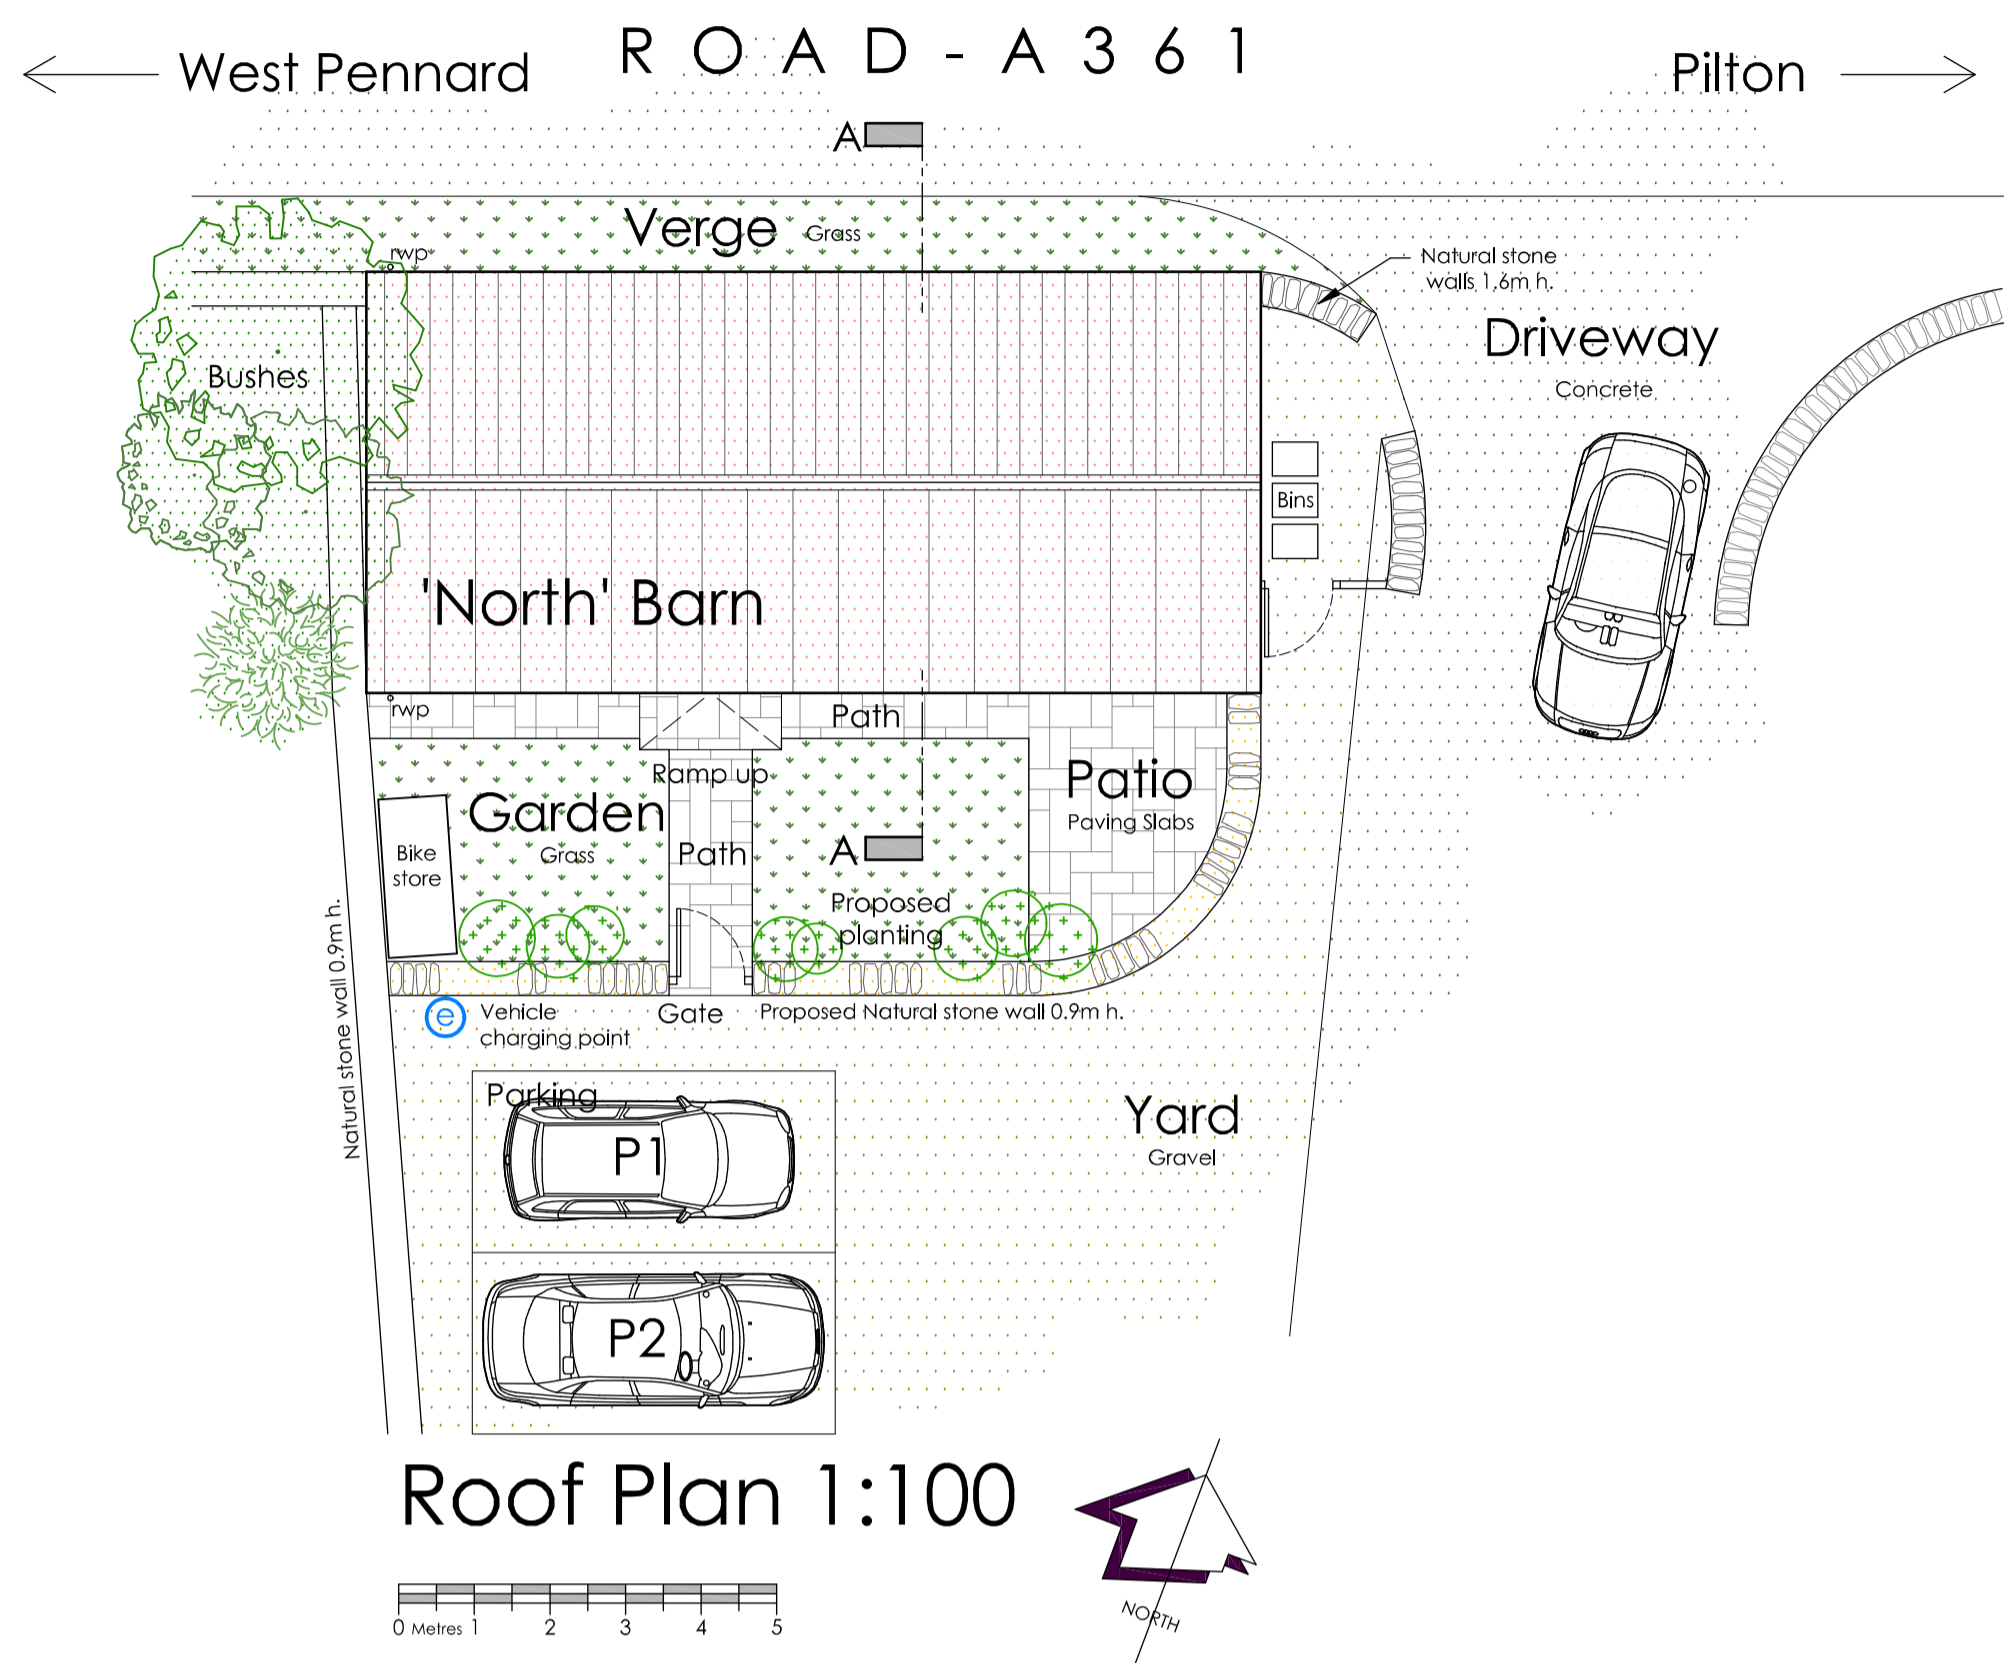 ROAD-A361
West Pennard
Pilton
A
Verge Grass
rwp
Natural stone
walls 1.6m h.
Driveway
Concrete
Bushes
Bins
'North' Barn
rwp
Path
Ramp up
Patio
Paving Slabs
Garden
Grass
Path
A
Bike
store
Proposed
planting
Natural stone wall 0.9m h.
e
Vehicle
charging point
Gate
Proposed Natural stone wall 0.9m h.
Parking
P1
Yard
Gravel
P2
Roof Plan 1:100
0 Metres 1 2 3 4 5
NORTH